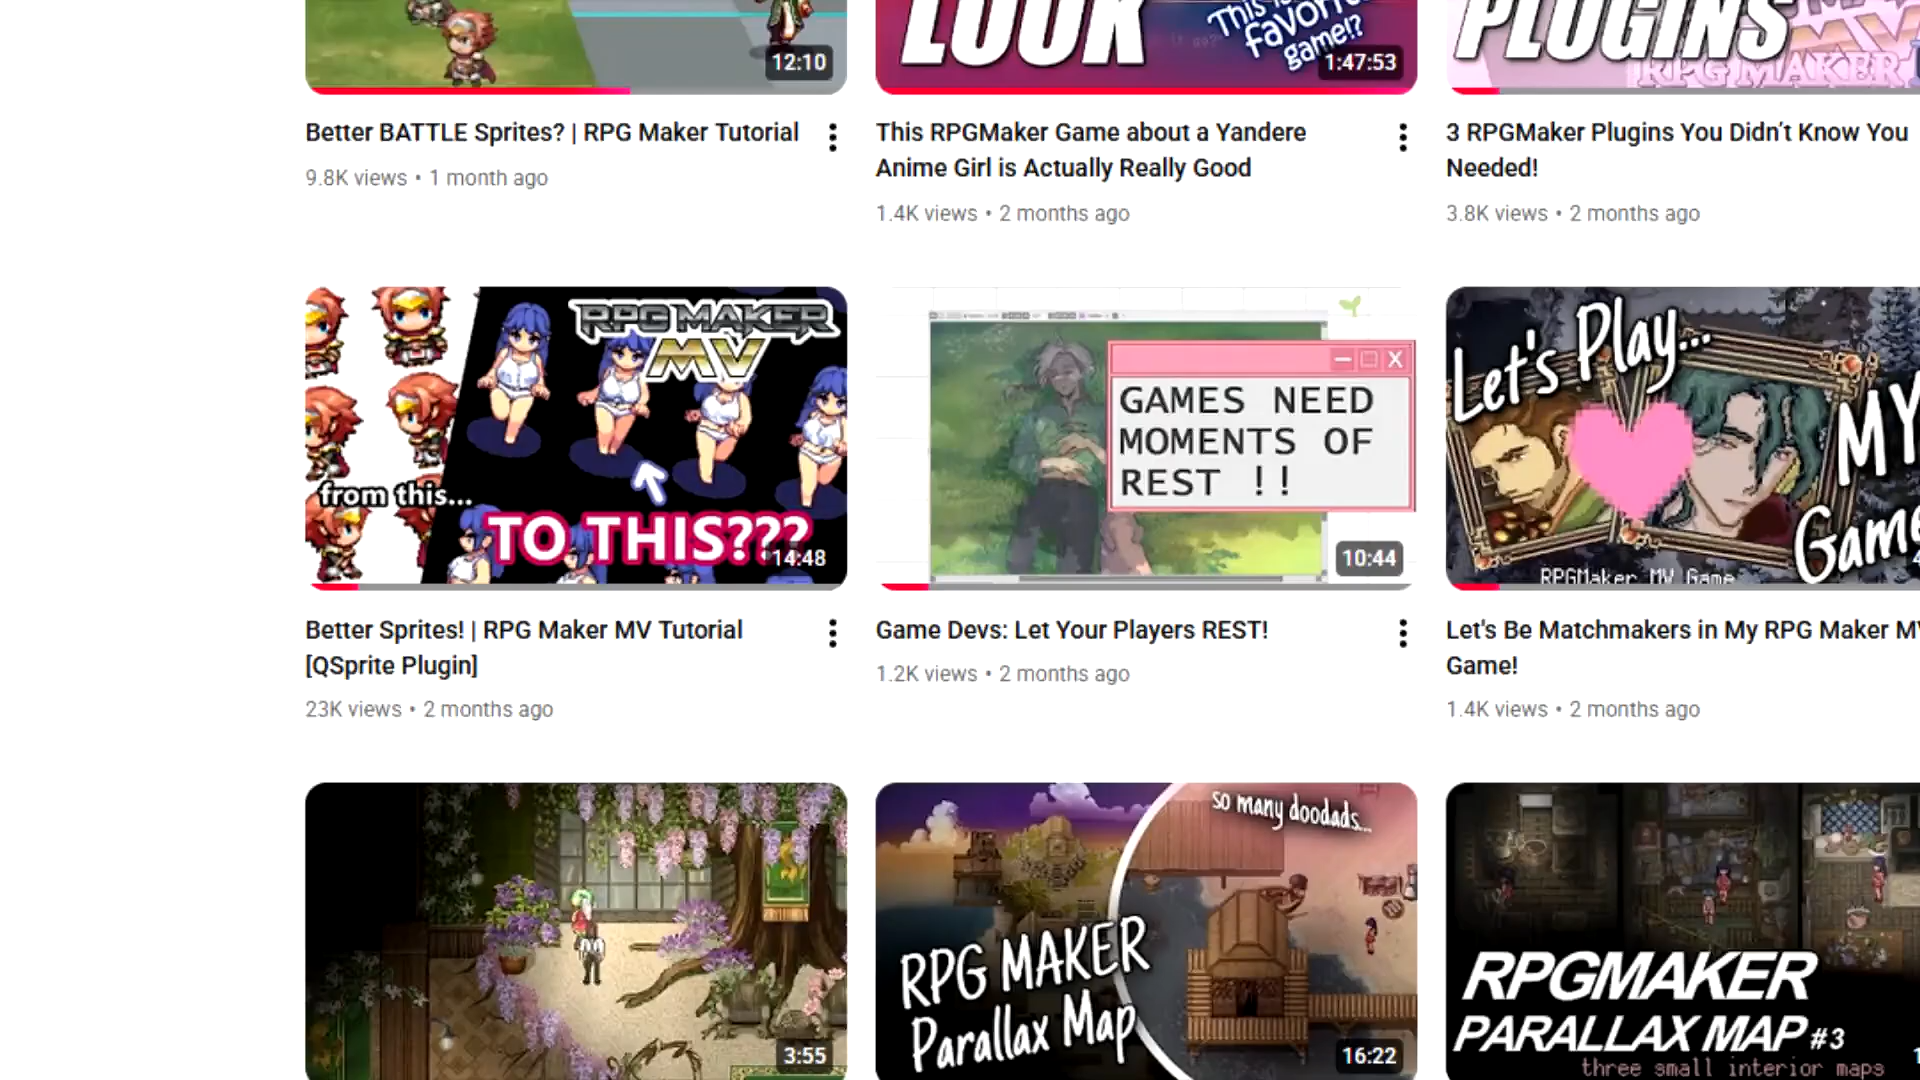 LOOK
This is
favorite
game!?
PLUGINS
RPG MAKER
12:10
1:47:53
Better BATTLE Sprites? | RPG Maker Tutorial
9.8K views • 1 month ago
This RPGMaker Game about a Yandere
Anime Girl is Actually Really Good
1.4K views • 2 months ago
3 RPGMaker Plugins You Didn’t Know You
Needed!
3.8K views • 2 months ago
RPG MAKER
MV
from this...
TO THIS???
14:48
GAMES NEED
MOMENTS OF
REST !!
10:44
Let's Play...
MY
Game
RPGMaker MV Game
Better Sprites! | RPG Maker MV Tutorial
[QSprite Plugin]
23K views • 2 months ago
Game Devs: Let Your Players REST!
1.2K views • 2 months ago
Let's Be Matchmakers in My RPG Maker MV
Game!
1.4K views • 2 months ago
3:55
so many doodads...
RPG MAKER
Parallax Map
16:22
RPGMAKER
PARALLAX MAP #3
three small interior maps